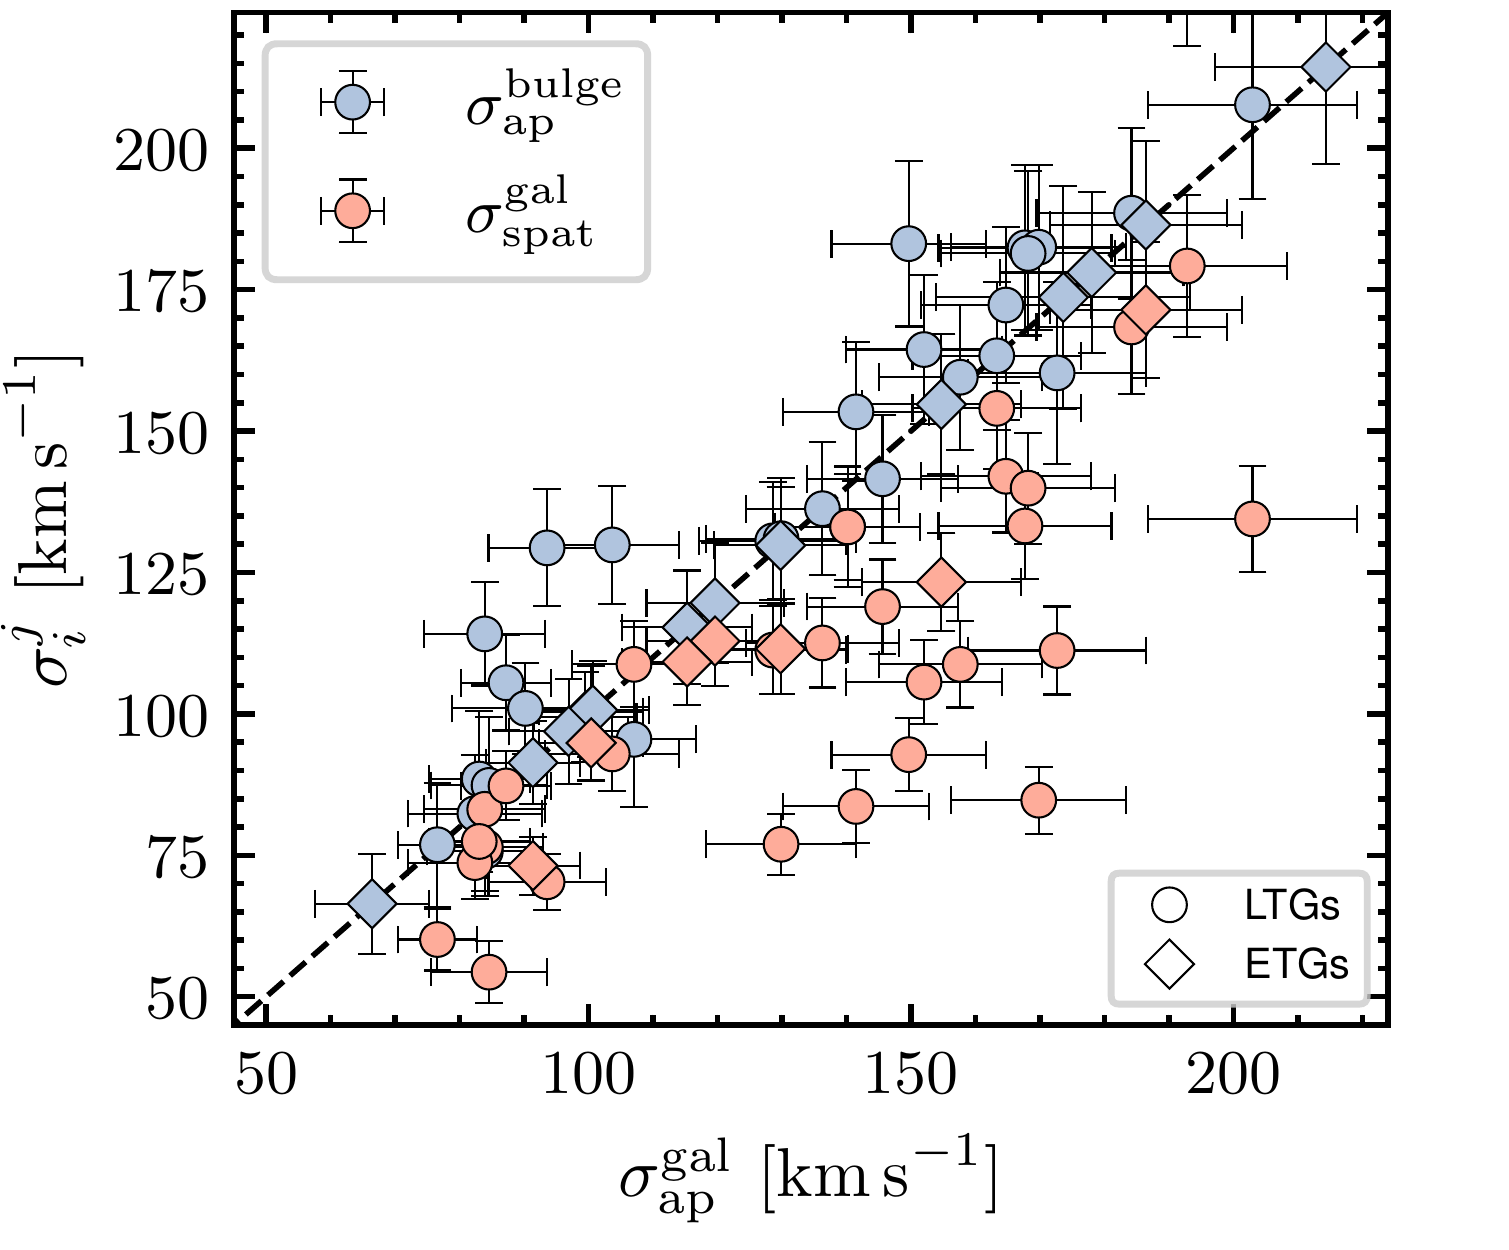 σ_ap^bulge
σ_spat^gal
200
175
150
125
100
75
50
σ_i^j [km s⁻¹]
LTGs
ETGs
50 100 150 200
σ_ap^gal [km s⁻¹]